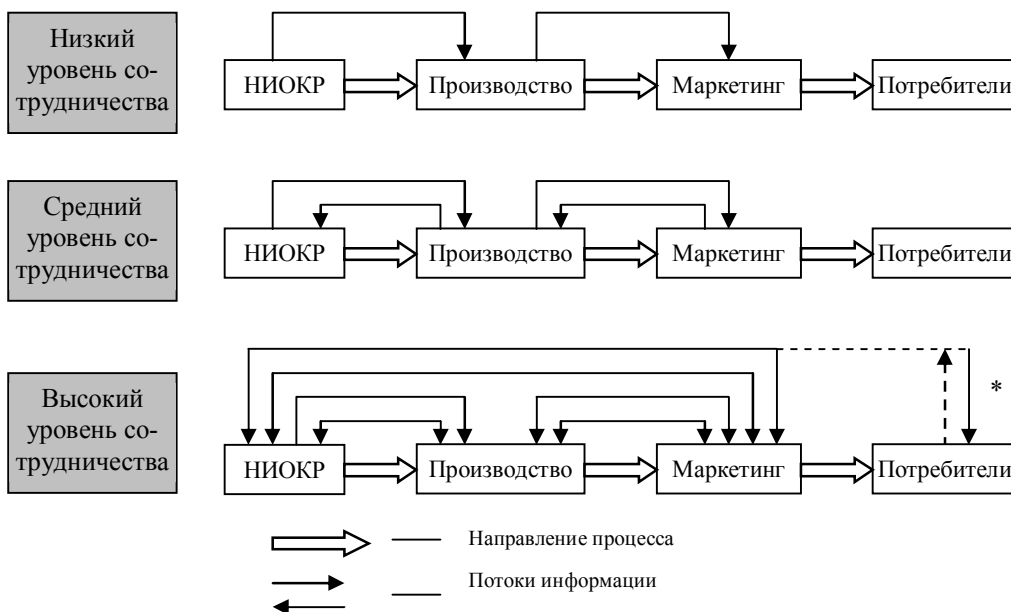 Низкий
уровень со-
трудничества
НИОКР
Производство
Маркетинг
Потребители
Средний
уровень со-
трудничества
НИОКР
Производство
Маркетинг
Потребители
*
Высокий
уровень со-
трудничества
НИОКР
Производство
Маркетинг
Потребители
Направление процесса
Потоки информации